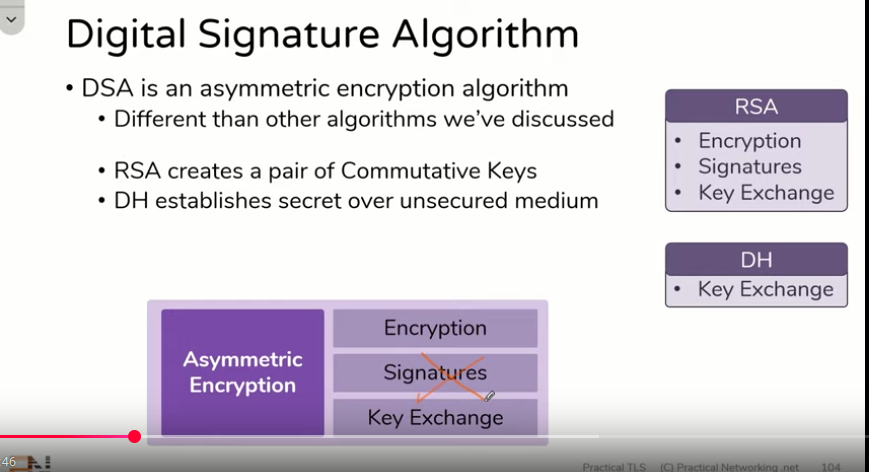 Digital Signature Algorithm
• DSA is an asymmetric encryption algorithm
• Different than other algorithms we've discussed
• RSA creates a pair of Commutative Keys
• DH establishes secret over unsecured medium
RSA
• Encryption
• Signatures
• Key Exchange
DH
• Key Exchange
Asymmetric
Encryption
Encryption
Signatures
Key Exchange
:46
Practical TLS (C) Practical Networking .net 104